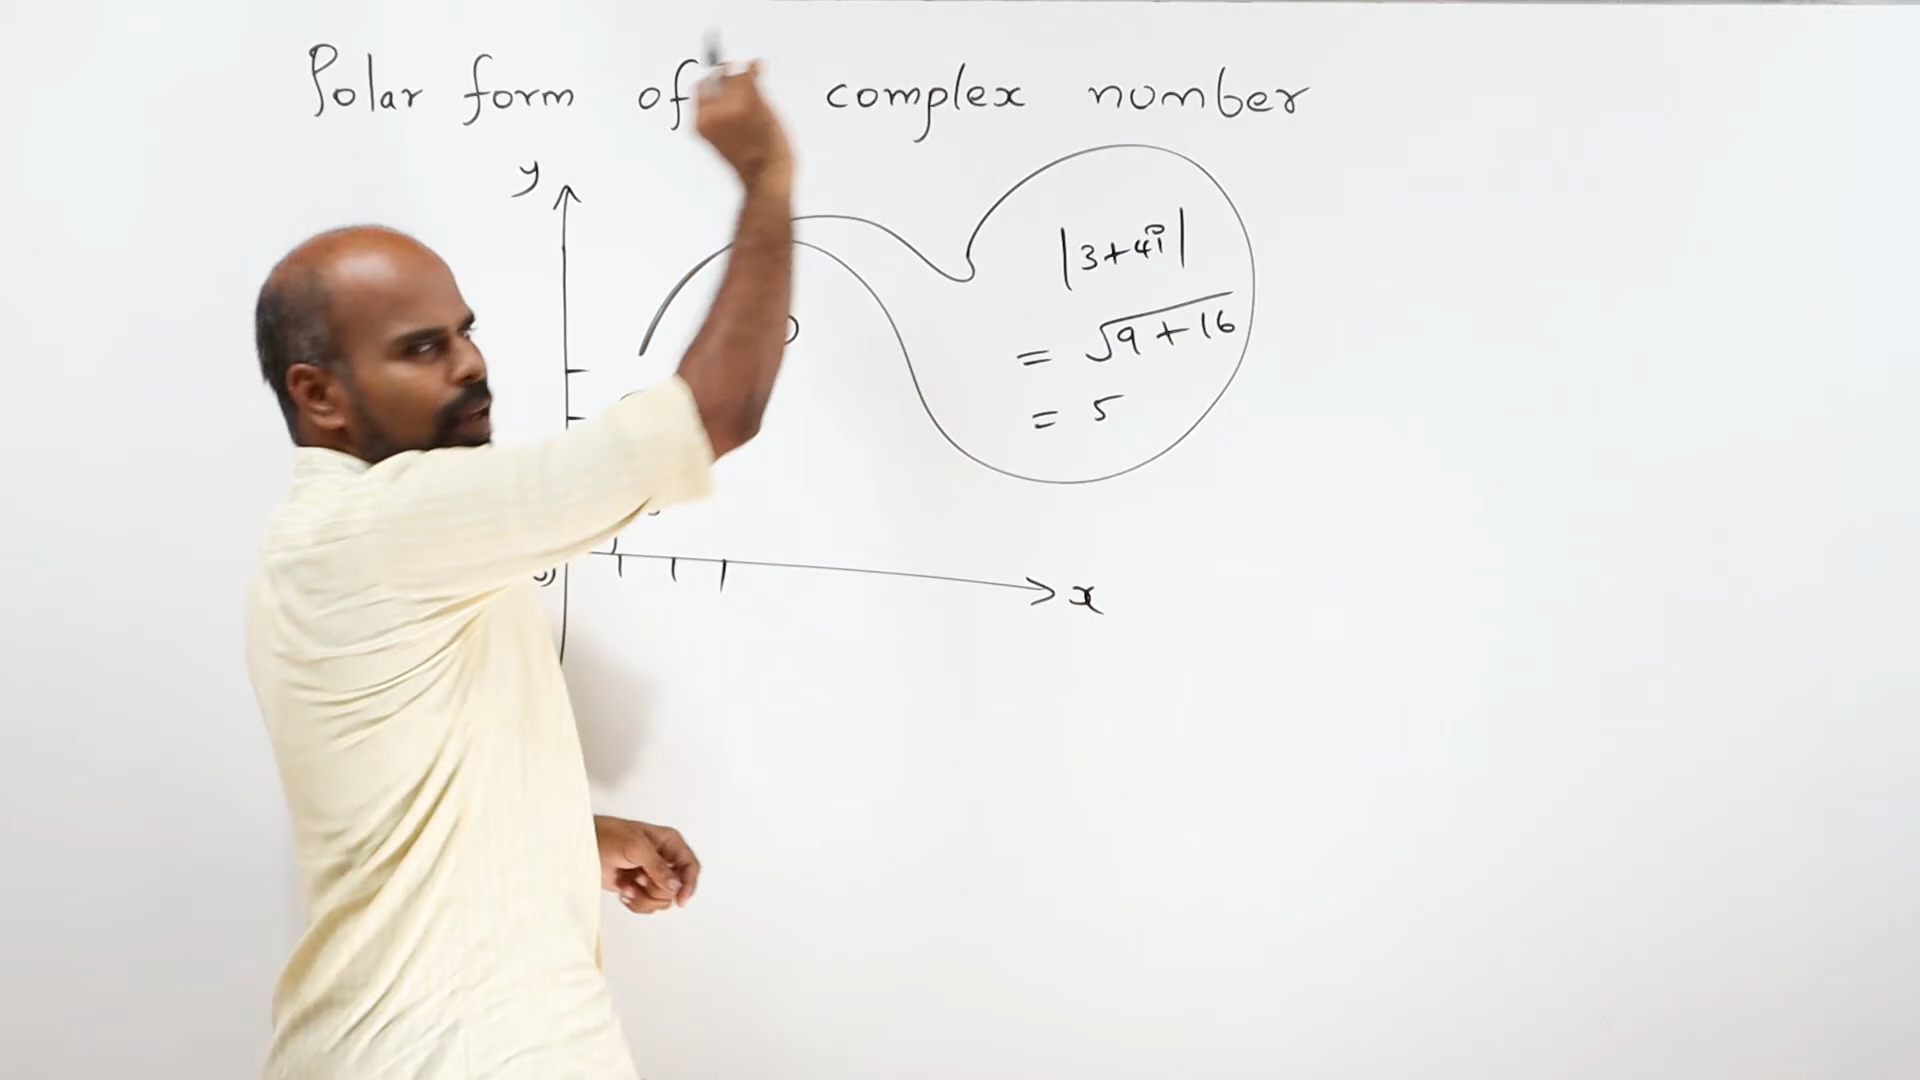 Polar form of complex number
y
|3+4i|
= √9+16
= 5
x